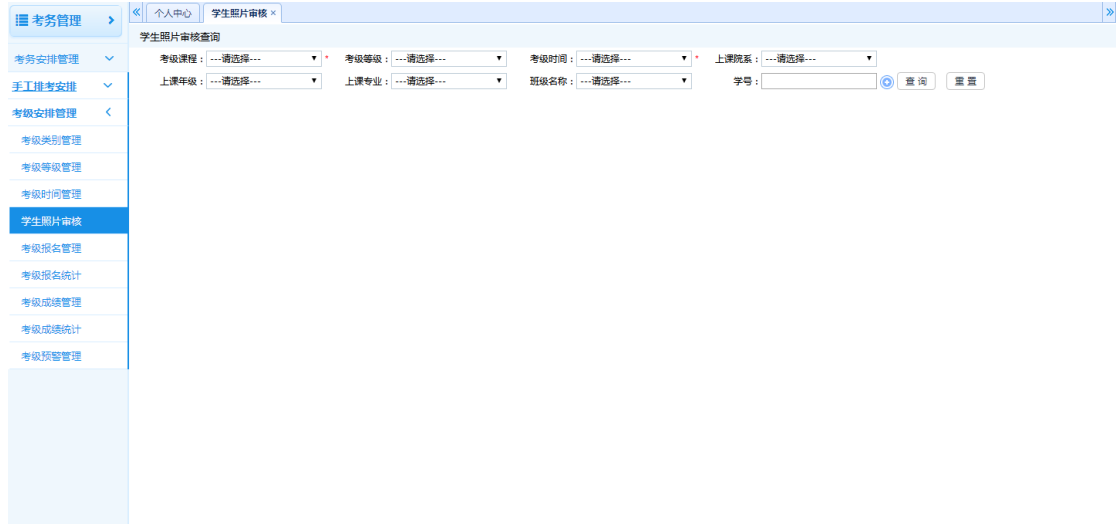 考务管理
个人中心
学生照片审核 ×
学生照片审核查询
考级课程：---请选择--- * 考级等级：---请选择--- 考级时间：---请选择--- * 上课院系：---请选择---
上课年级：---请选择--- 上课专业：---请选择--- 班级名称：---请选择--- 学号： 查 询 重 置
考务安排管理
手工排考安排
考级安排管理
考级类别管理
考级等级管理
考级时间管理
学生照片审核
考级报名管理
考级报名统计
考级成绩管理
考级成绩统计
考级预警管理